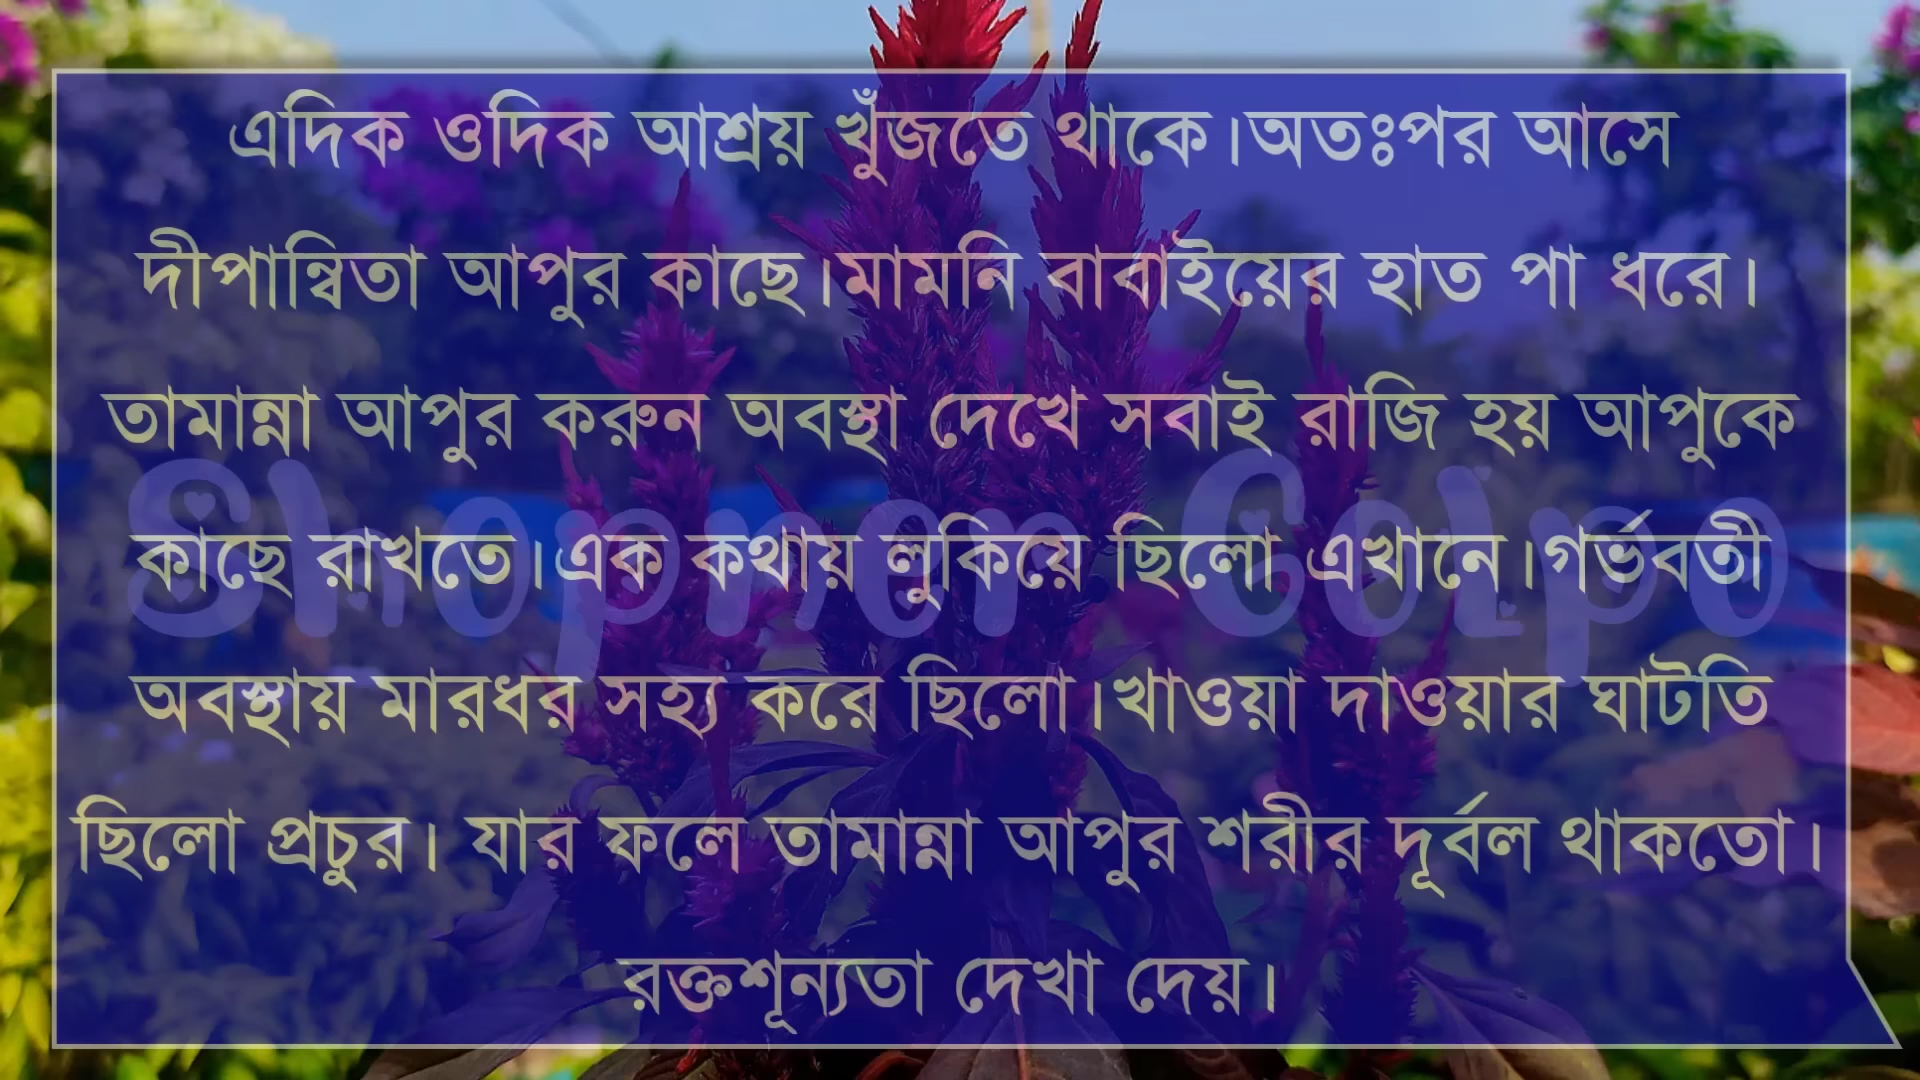 এদিক ওদিক আশ্রয় খুঁজতে থাকে।অতঃপর আসে
দীপান্বিতা আপুর কাছে।মামনি বাবাইয়ের হাত পা ধরে।
তামান্না আপুর করুন অবস্থা দেখে সবাই রাজি হয় আপুকে
কাছে রাখতে।এক কথায় লুকিয়ে ছিলো এখানে।গর্ভবতী
Shopner Golpo
অবস্থায় মারধর সহ্য করে ছিলো।খাওয়া দাওয়ার ঘাটতি
ছিলো প্রচুর। যার ফলে তামান্না আপুর শরীর দূর্বল থাকতো।
রক্তশূন্যতা দেখা দেয়।